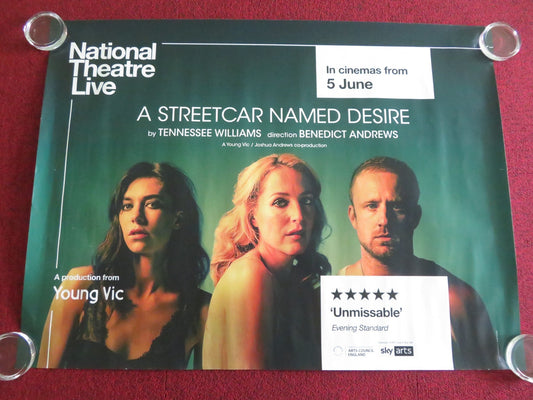 National
Theatre
Live
In cinemas from
5 June
A STREETCAR NAMED DESIRE
by TENNESSEE WILLIAMS direction BENEDICT ANDREWS
A Young Vic / Joshua Andrews co-production
A production from
Young Vic
★★★★★
‘Unmissable’
Evening Standard
ARTS COUNCIL
ENGLAND
sky arts